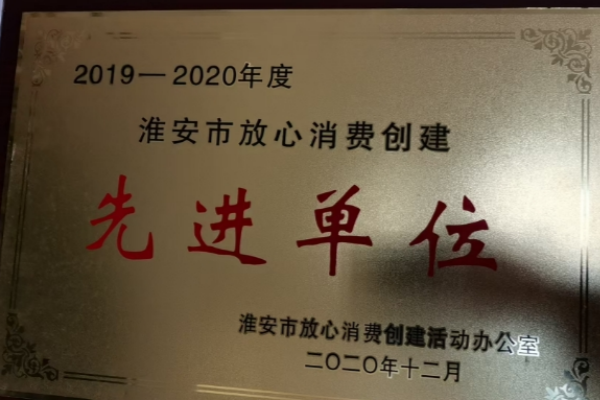 2019—2020年度
淮安市放心消费创建
先进单位
淮安市放心消费创建活动办公室
二〇二〇年十二月